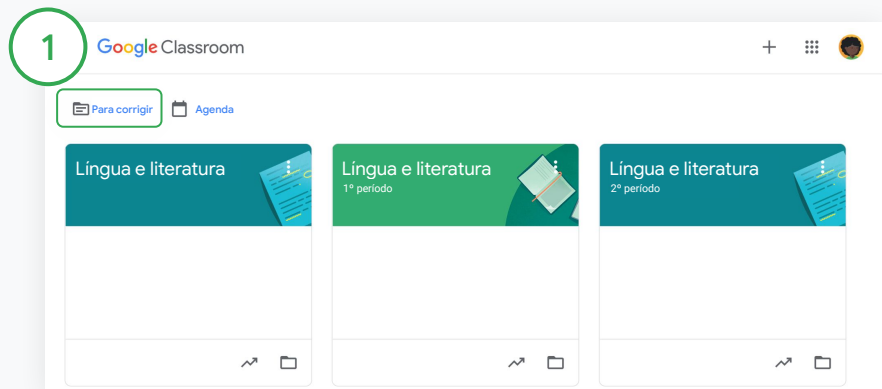 1
Google Classroom
Para corrigir
Agenda
Língua e literatura
Língua e literatura
1º período
Língua e literatura
2º período